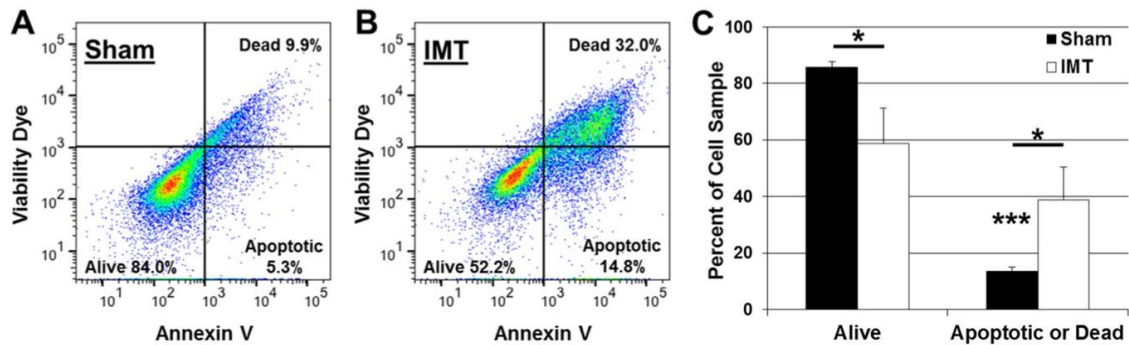 A
Sham
Dead 9.9%
Viability Dye
10^5
10^4
10^3
10^2
10^1
Alive 84.0%
Apoptotic
5.3%
10^1 10^2 10^3 10^4 10^5
Annexin V
B
IMT
Dead 32.0%
Viability Dye
10^5
10^4
10^3
10^2
10^1
Alive 52.2%
Apoptotic
14.8%
10^1 10^2 10^3 10^4 10^5
Annexin V
C
Percent of Cell Sample
100
80
60
40
20
0
*
Sham
IMT
*
***
Alive
Apoptotic or Dead